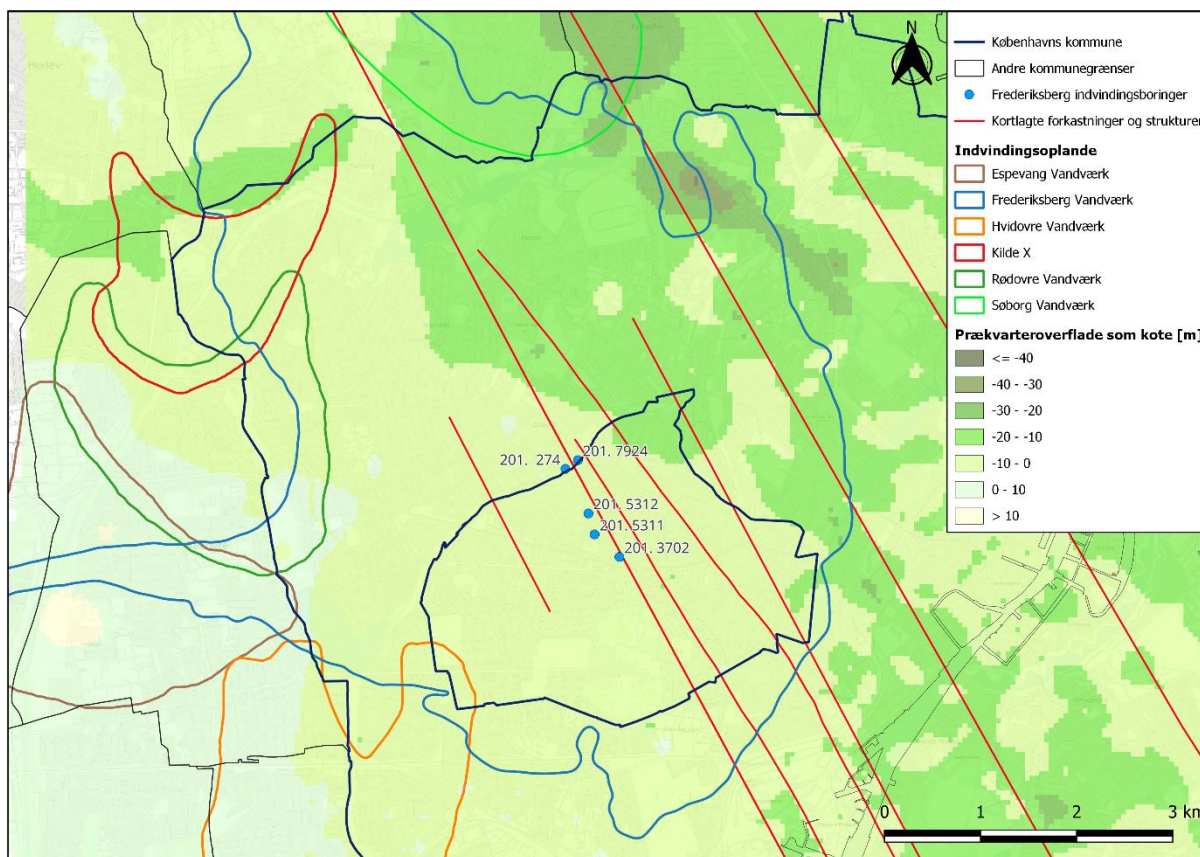 Herlev
N
Københavns kommune
Andre kommunegrænser
Frederiksberg indvindingsboringer
Kortlagte forkastninger og strukturer
Indvindingsoplande
Espevang Vandværk
Frederiksberg Vandværk
Hvidovre Vandværk
Kilde X
Rødovre Vandværk
Søborg Vandværk
Prækvarteroverflade som kote [m]
<= -40
-40 - -30
-30 - -20
-20 - -10
-10 - 0
0 - 10
> 10
201. 7924
201. 274
201. 5312
201. 5311
201. 3702
0 1 2 3 km